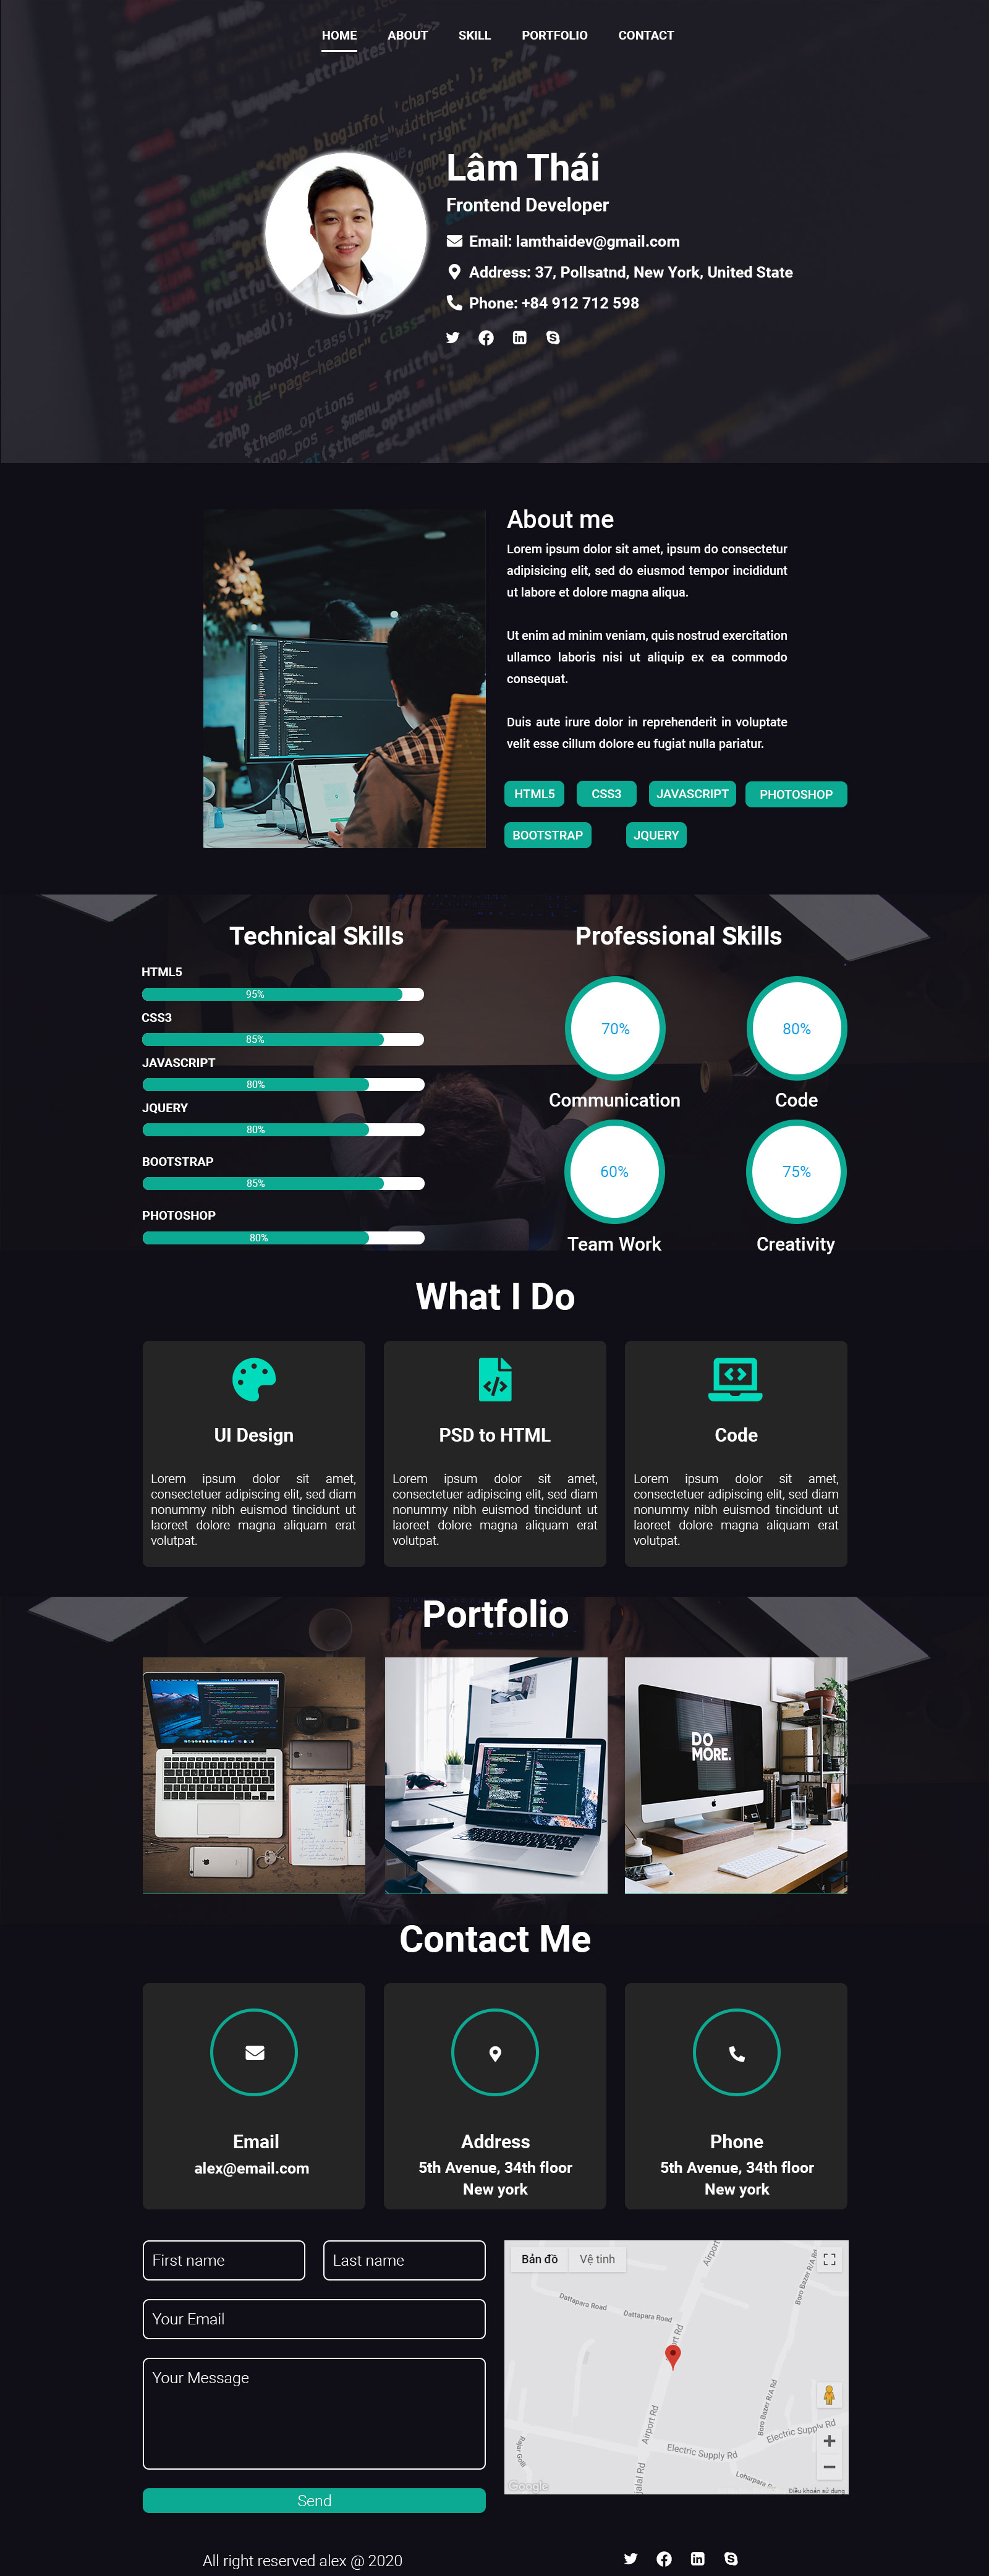 HOME ABOUT SKILL PORTFOLIO CONTACT
Lâm Thái
Frontend Developer
Email: lamthaidev@gmail.com
Address: 37, Pollsatnd, New York, United State
Phone: +84 912 712 598
About me
Lorem ipsum dolor sit amet, ipsum do consectetur
adipisicing elit, sed do eiusmod tempor incididunt
ut labore et dolore magna aliqua.
Ut enim ad minim veniam, quis nostrud exercitation
ullamco laboris nisi ut aliquip ex ea commodo
consequat.
Duis aute irure dolor in reprehenderit in voluptate
velit esse cillum dolore eu fugiat nulla pariatur.
HTML5 CSS3 JAVASCRIPT PHOTOSHOP
BOOTSTRAP JQUERY
Technical Skills
HTML5
95%
CSS3
85%
JAVASCRIPT
80%
JQUERY
80%
BOOTSTRAP
85%
PHOTOSHOP
80%
Professional Skills
70% 80%
Communication Code
60% 75%
Team Work Creativity
What I Do
UI Design
Lorem ipsum dolor sit amet,
consectetuer adipiscing elit, sed diam
nonummy nibh euismod tincidunt ut
laoreet dolore magna aliquam erat
volutpat.
PSD to HTML
Lorem ipsum dolor sit amet,
consectetuer adipiscing elit, sed diam
nonummy nibh euismod tincidunt ut
laoreet dolore magna aliquam erat
volutpat.
Code
Lorem ipsum dolor sit amet,
consectetuer adipiscing elit, sed diam
nonummy nibh euismod tincidunt ut
laoreet dolore magna aliquam erat
volutpat.
Portfolio
DO
MORE.
Contact Me
Email
alex@email.com
Address
5th Avenue, 34th floor
New york
Phone
5th Avenue, 34th floor
New york
First name Last name
Your Email
Your Message
Send
Bản đồ Vệ tinh
Airport
Boro Bazer R/A Rd
Dattapara Road
Dattapara Road
Airport Rd
Boro Bazer R/A Rd
Electric Supply Rd
Electric Supply Rd
jalal Rd
Google
Điều khoản sử dụng
All right reserved alex @ 2020